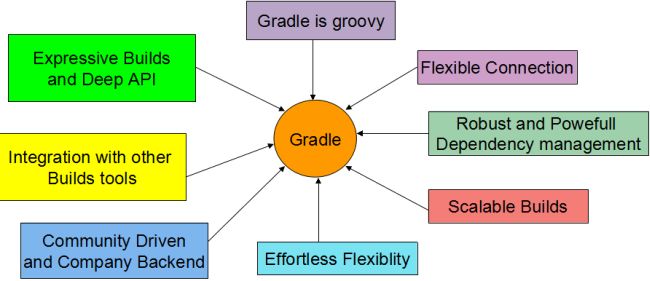 Gradle is groovy
Expressive Builds
and Deep API
Flexible Connection
Gradle
Robust and Powefull
Dependency management
Integration with other
Builds tools
Scalable Builds
Community Driven
and Company Backend
Effortless Flexiblity